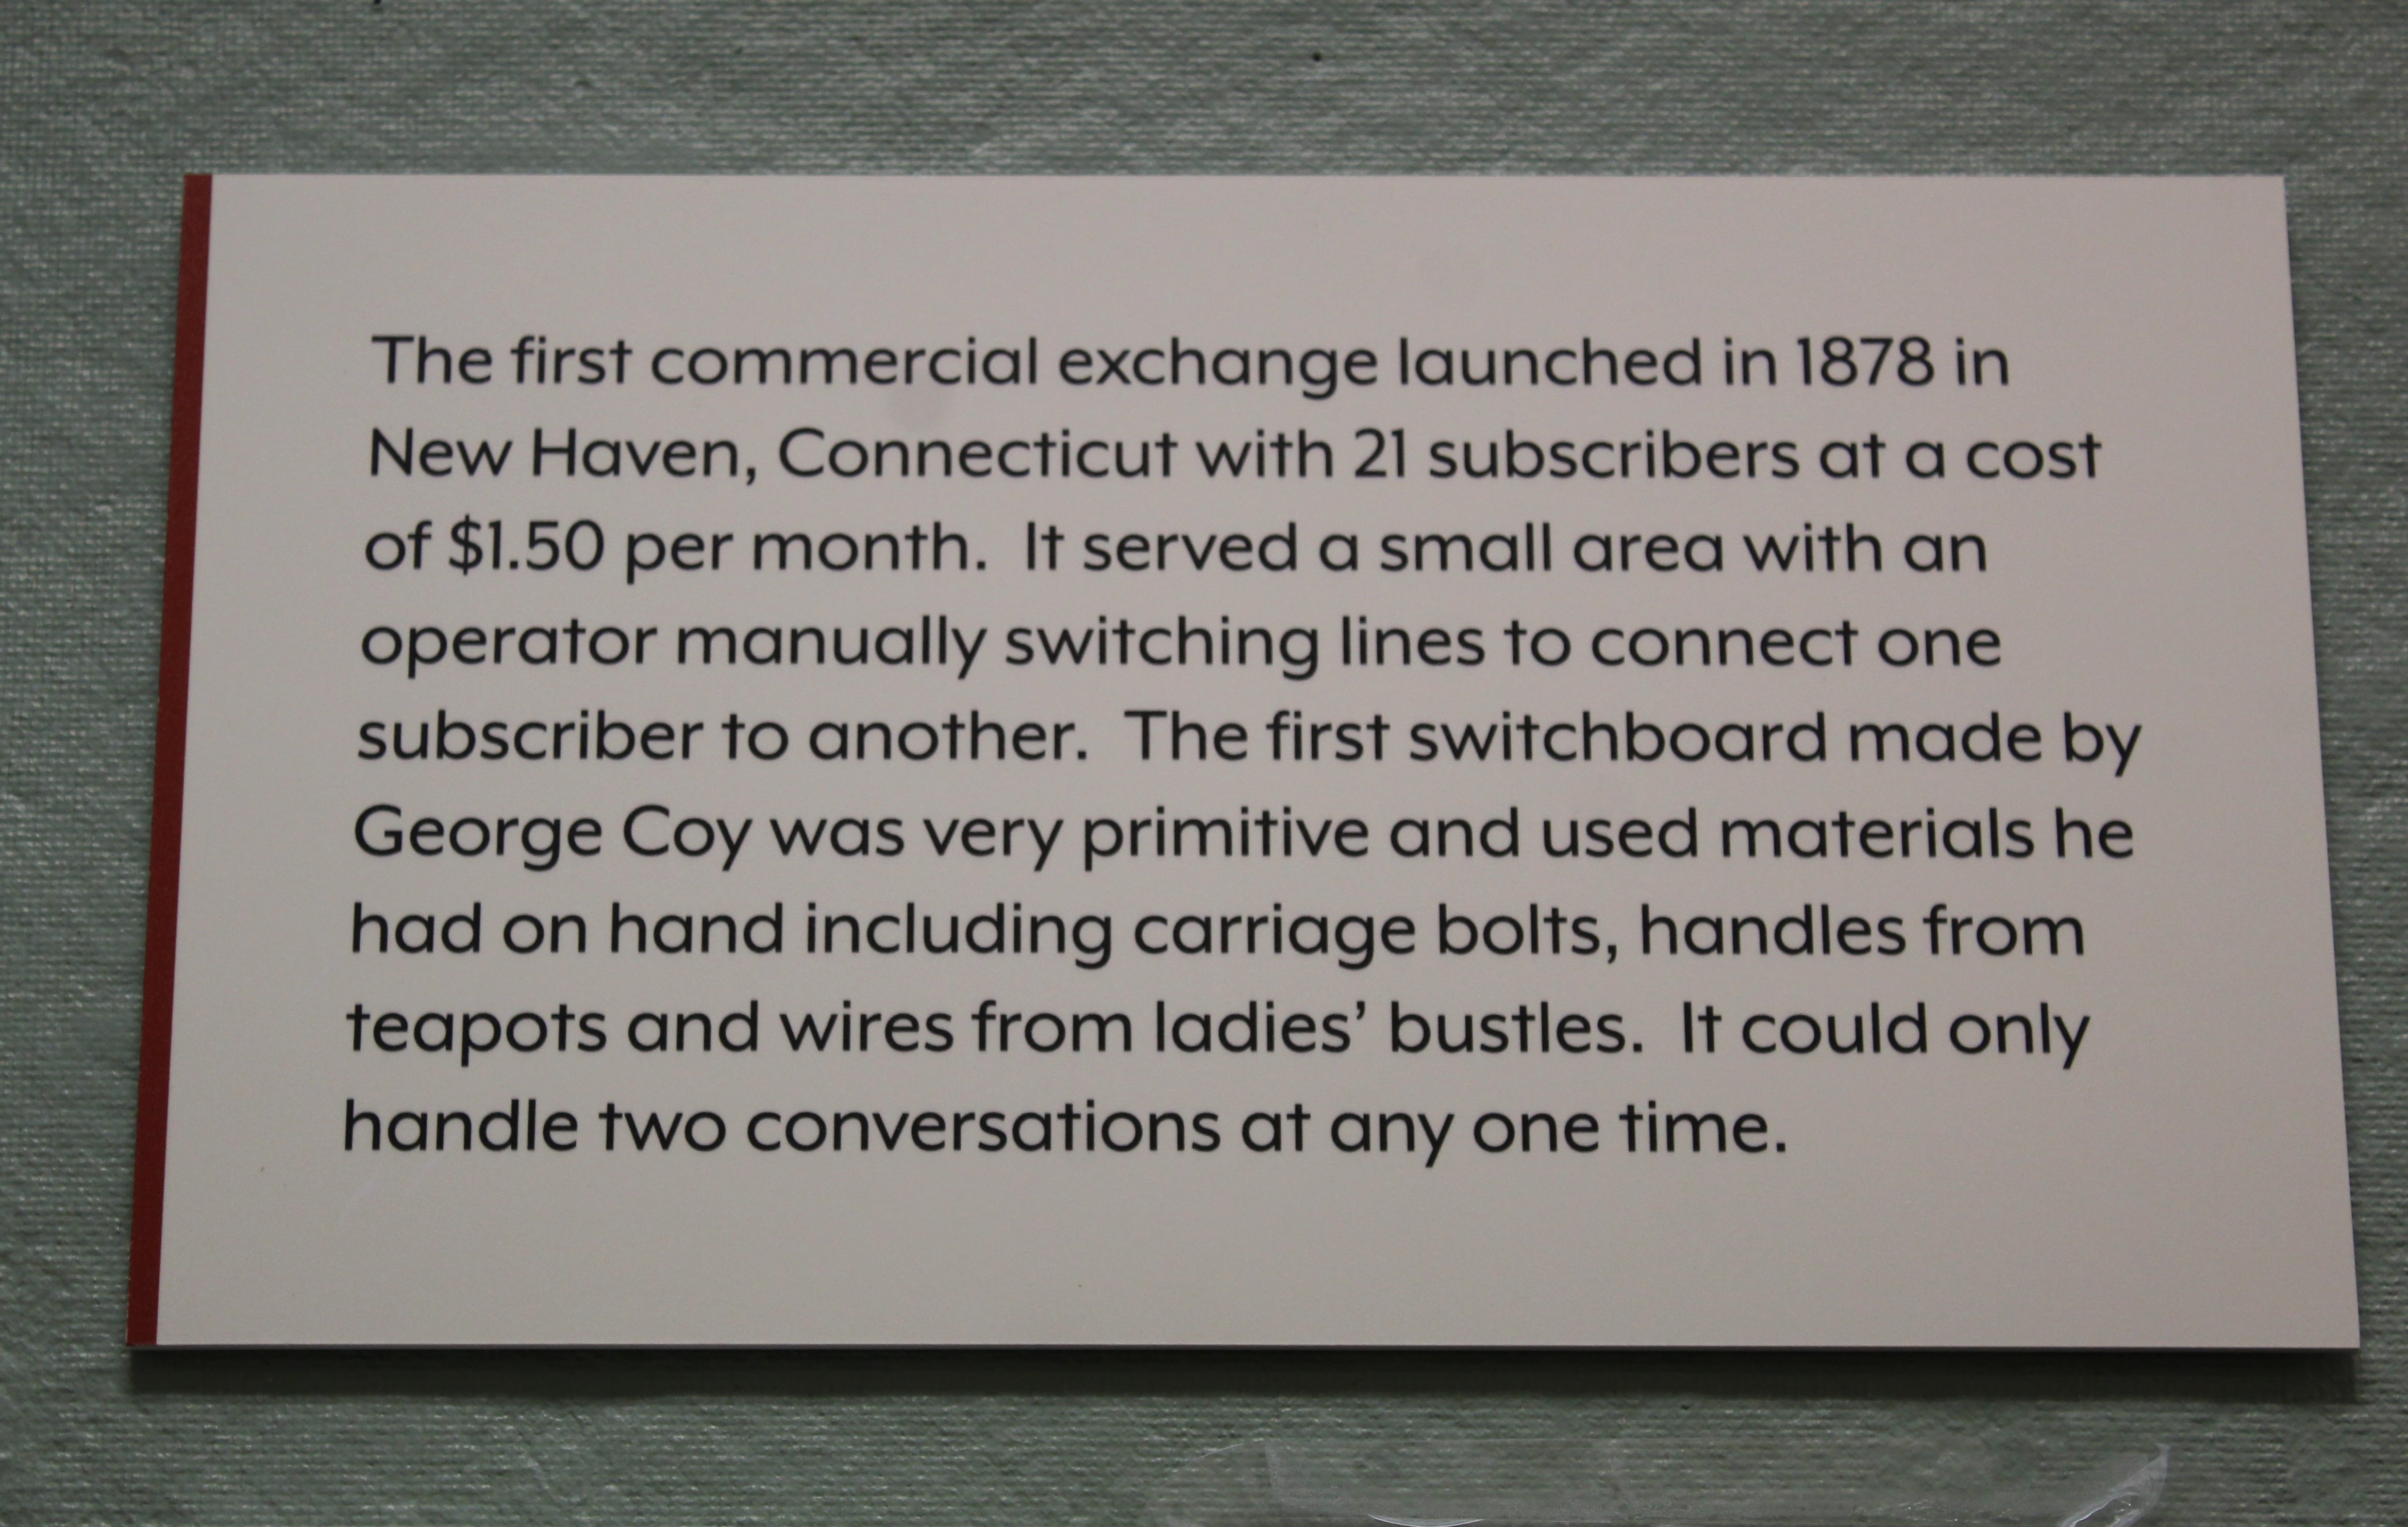 The first commercial exchange launched in 1878 in
New Haven, Connecticut with 21 subscribers at a cost
of $1.50 per month.  It served a small area with an
operator manually switching lines to connect one
subscriber to another.  The first switchboard made by
George Coy was very primitive and used materials he
had on hand including carriage bolts, handles from
teapots and wires from ladies’ bustles.  It could only
handle two conversations at any one time.